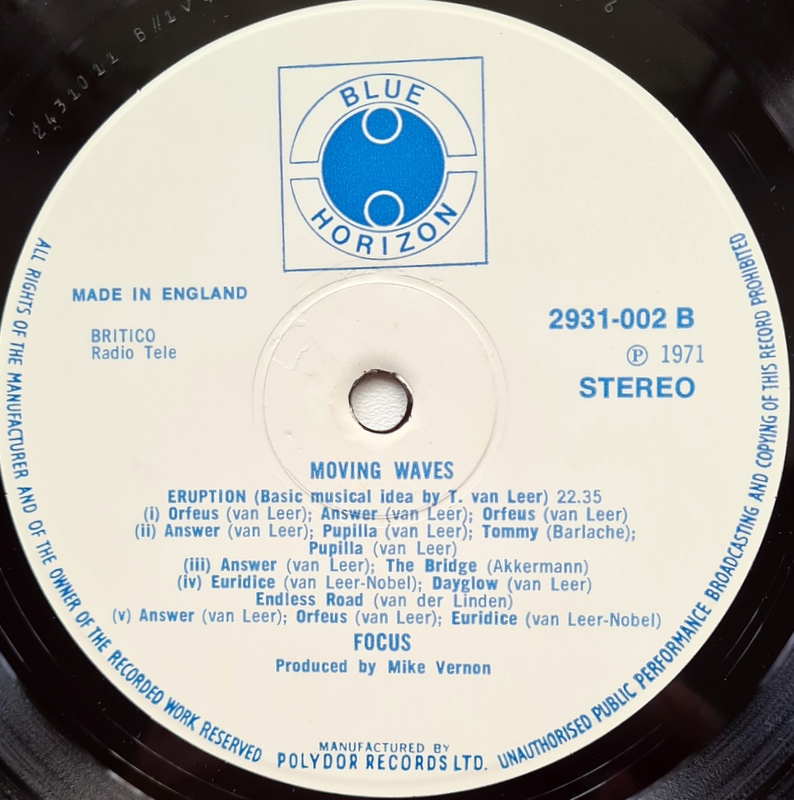 2431011 B//1V
6
BLUE
HORIZON
MADE IN ENGLAND
BRITICO
Radio Tele
2931-002 B
Ⓟ 1971
STEREO
MOVING WAVES
ERUPTION (Basic musical idea by T. van Leer) 22.35
(i) Orfeus (van Leer); Answer (van Leer); Orfeus (van Leer)
(ii) Answer (van Leer); Pupilla (van Leer); Tommy (Barlache);
Pupilla (van Leer)
(iii) Answer (van Leer); The Bridge (Akkermann)
(iv) Euridice (van Leer-Nobel); Dayglow (van Leer)
Endless Road (van der Linden)
(v) Answer (van Leer); Orfeus (van Leer); Euridice (van Leer-Nobel)
FOCUS
Produced by Mike Vernon
MANUFACTURED BY
POLYDOR RECORDS LTD.
ALL RIGHTS OF THE MANUFACTURER AND OF THE OWNER OF THE RECORDED WORK RESERVED
UNAUTHORISED PUBLIC PERFORMANCE BROADCASTING AND COPYING OF THIS RECORD PROHIBITED